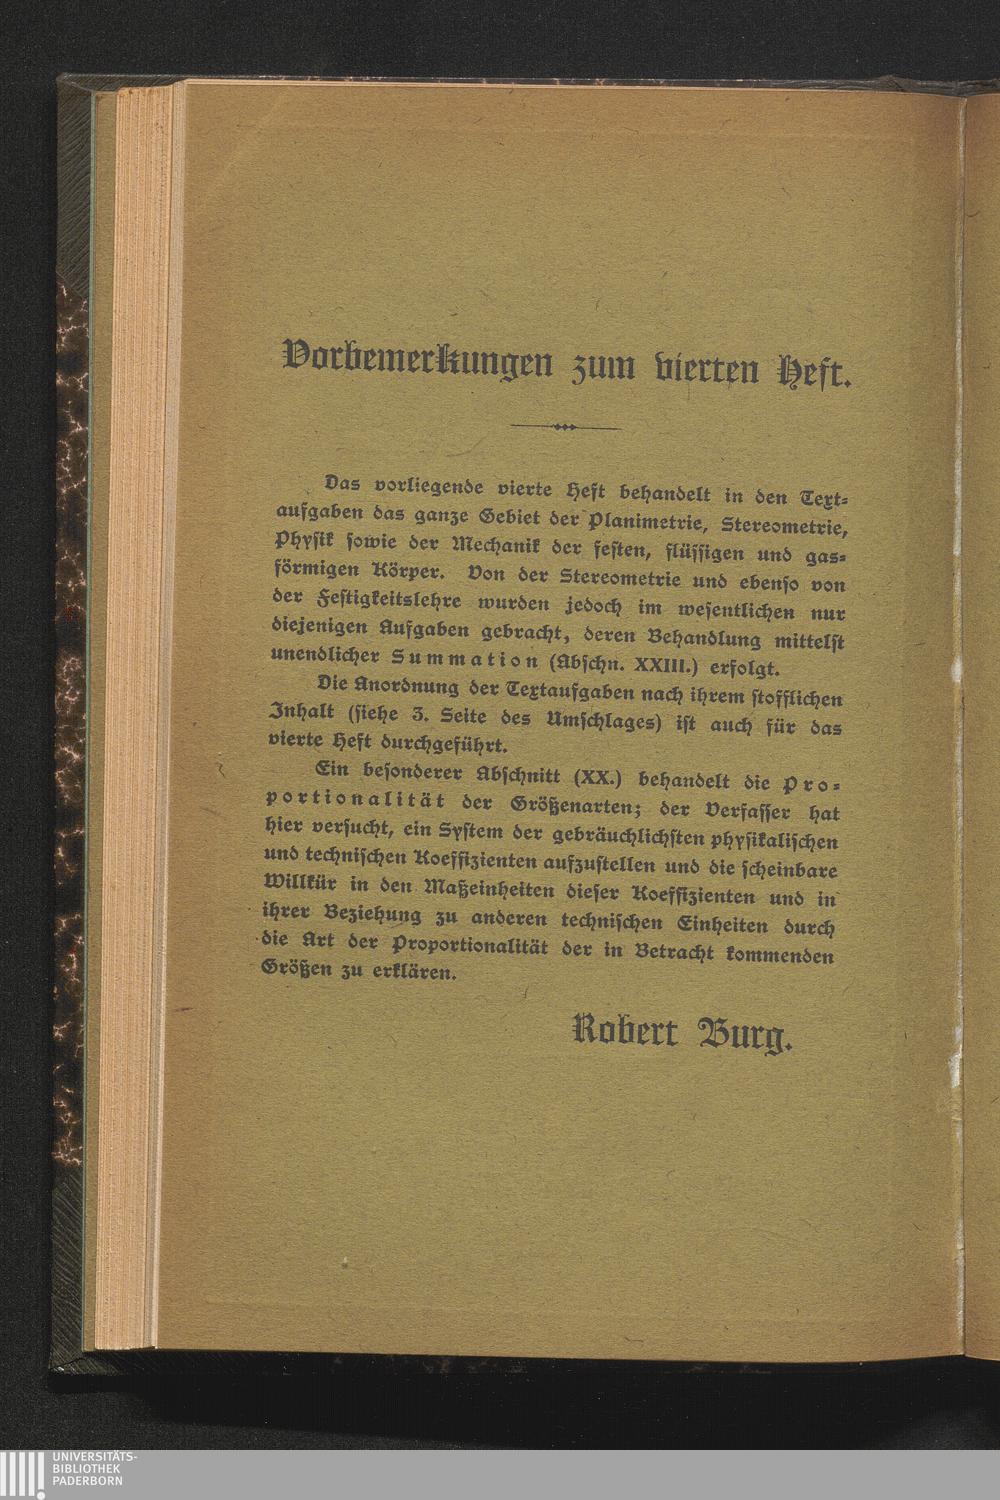 Vorbemerkungen zum vierten Heft.
Das vorliegende vierte Heft behandelt in den Text-
aufgaben das ganze Gebiet der Planimetrie, Stereometrie,
Physik sowie der Mechanik der festen, flüssigen und gas-
förmigen Körper. Von der Stereometrie und ebenso von
der Festigkeitslehre wurden jedoch im wesentlichen nur
diejenigen Aufgaben gebracht, deren Behandlung mittelst
unendlicher Summation (Abschn. XXIII.) erfolgt.
Die Anordnung der Textaufgaben nach ihrem stofflichen
Inhalt (siehe 3. Seite des Umschlages) ist auch für das
vierte Heft durchgeführt.
Ein besonderer Abschnitt (XX.) behandelt die Pro-
portionalität der Größenarten; der Verfasser hat
hier versucht, ein System der gebräuchlichsten physikalischen
und technischen Koeffizienten aufzustellen und die scheinbare
Willkür in den Maßeinheiten dieser Koeffizienten und in
ihrer Beziehung zu anderen technischen Einheiten durch
die Art der Proportionalität der in Betracht kommenden
Größen zu erklären.
Robert Burg.
UNIVERSITÄTS-
BIBLIOTHEK
PADERBORN